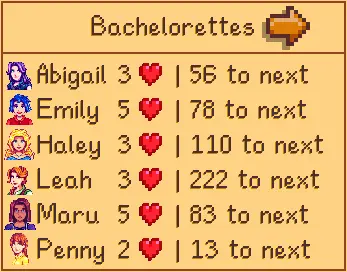 Bachelorettes
Abigail 3 | 56 to next
Emily 5 | 78 to next
Haley 3 | 110 to next
Leah 3 | 222 to next
Maru 5 | 83 to next
Penny 2 | 13 to next